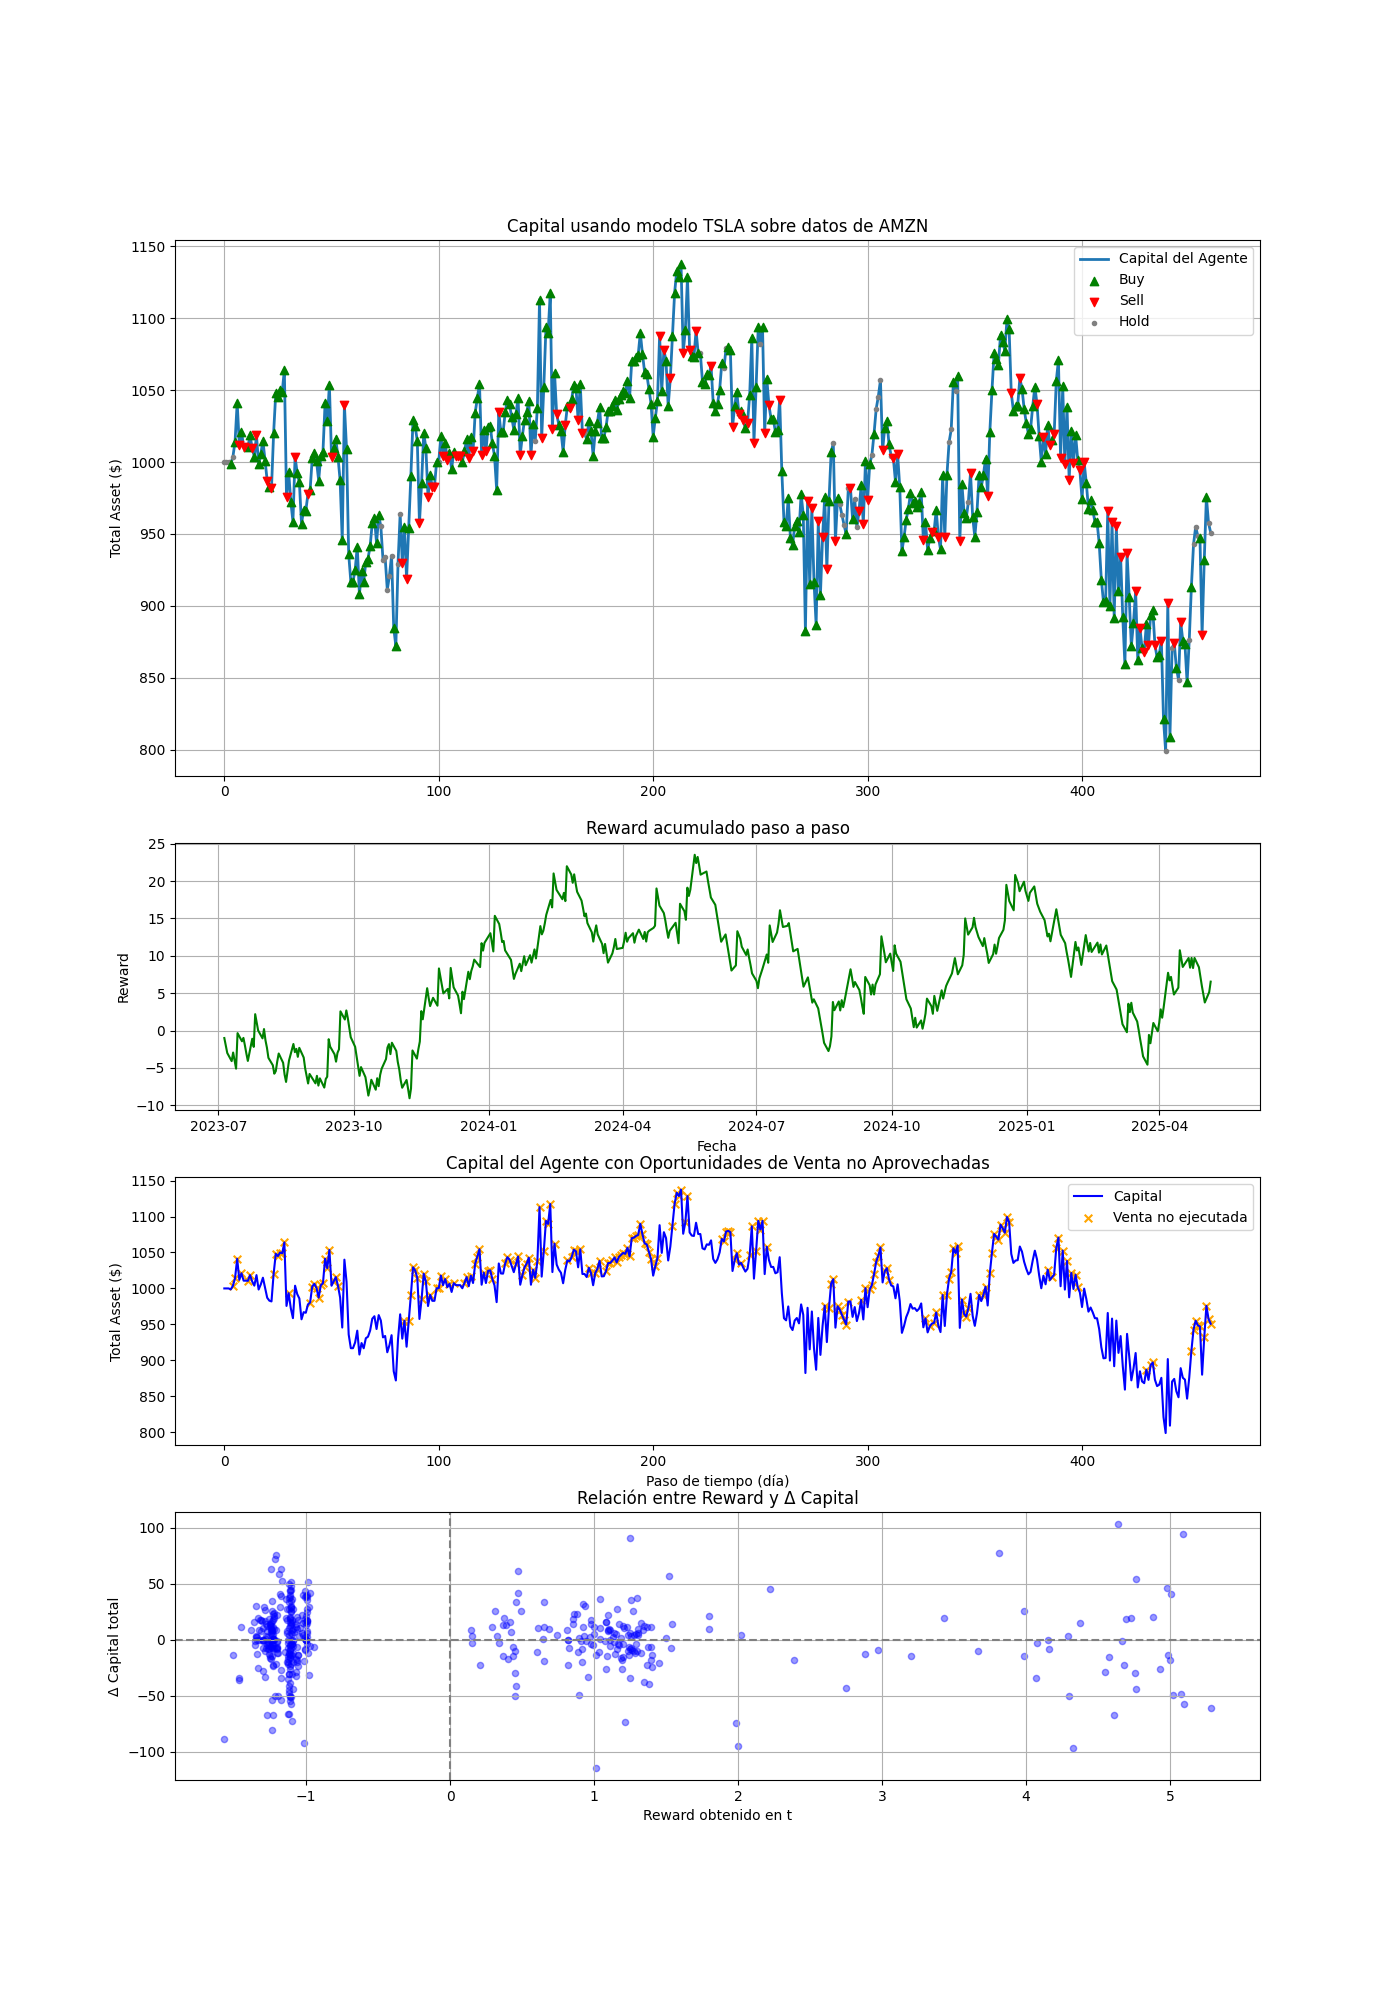 Capital usando modelo TSLA sobre datos de AMZN
Total Asset ($)
1150
1100
1050
1000
950
900
850
800
Capital del Agente
Buy
Sell
Hold
0 100 200 300 400
Reward acumulado paso a paso
Reward
25
20
15
10
5
0
−5
−10
2023-07 2023-10 2024-01 2024-04 2024-07 2024-10 2025-01 2025-04
Fecha
Capital del Agente con Oportunidades de Venta no Aprovechadas
Total Asset ($)
1150
1100
1050
1000
950
900
850
800
Capital
Venta no ejecutada
0 100 200 300 400
Paso de tiempo (día)
Relación entre Reward y Δ Capital
Δ Capital total
100
50
0
−50
−100
−1 0 1 2 3 4 5
Reward obtenido en t